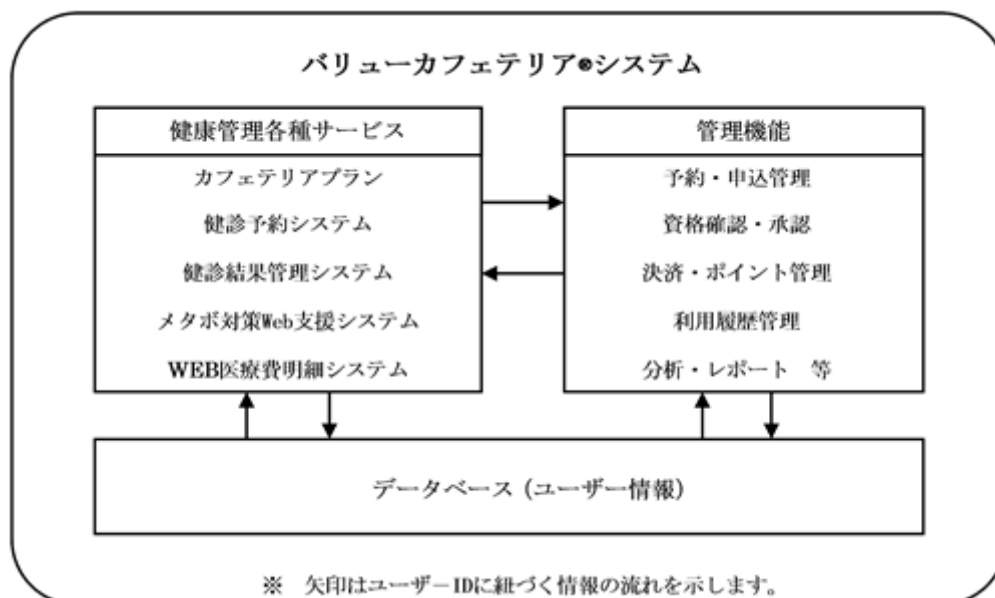 バリューカフェテリア®システム
健康管理各種サービス
カフェテリアプラン
健診予約システム
健診結果管理システム
メタボ対策Web支援システム
WEB医療費明細システム
管理機能
予約・申込管理
資格確認・承認
決済・ポイント管理
利用履歴管理
分析・レポート　等
データベース（ユーザー情報）
※　矢印はユーザーIDに紐づく情報の流れを示します。